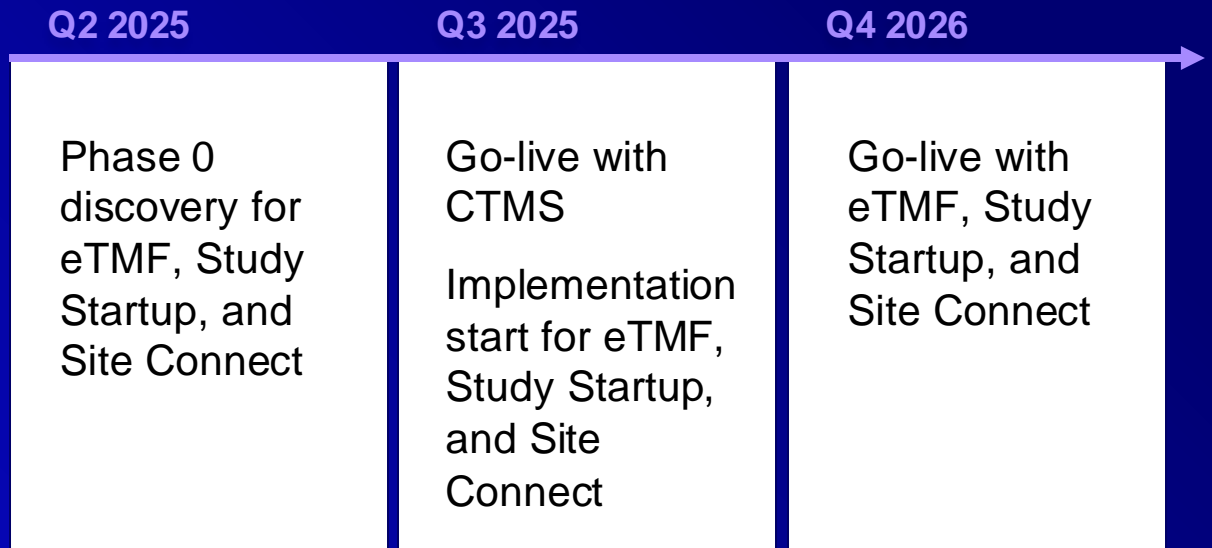 Q2 2025
Q3 2025
Q4 2026
Phase 0
discovery for
eTMF, Study
Startup, and
Site Connect
Go-live with
CTMS
Implementation
start for eTMF,
Study Startup,
and Site
Connect
Go-live with
eTMF, Study
Startup, and
Site Connect